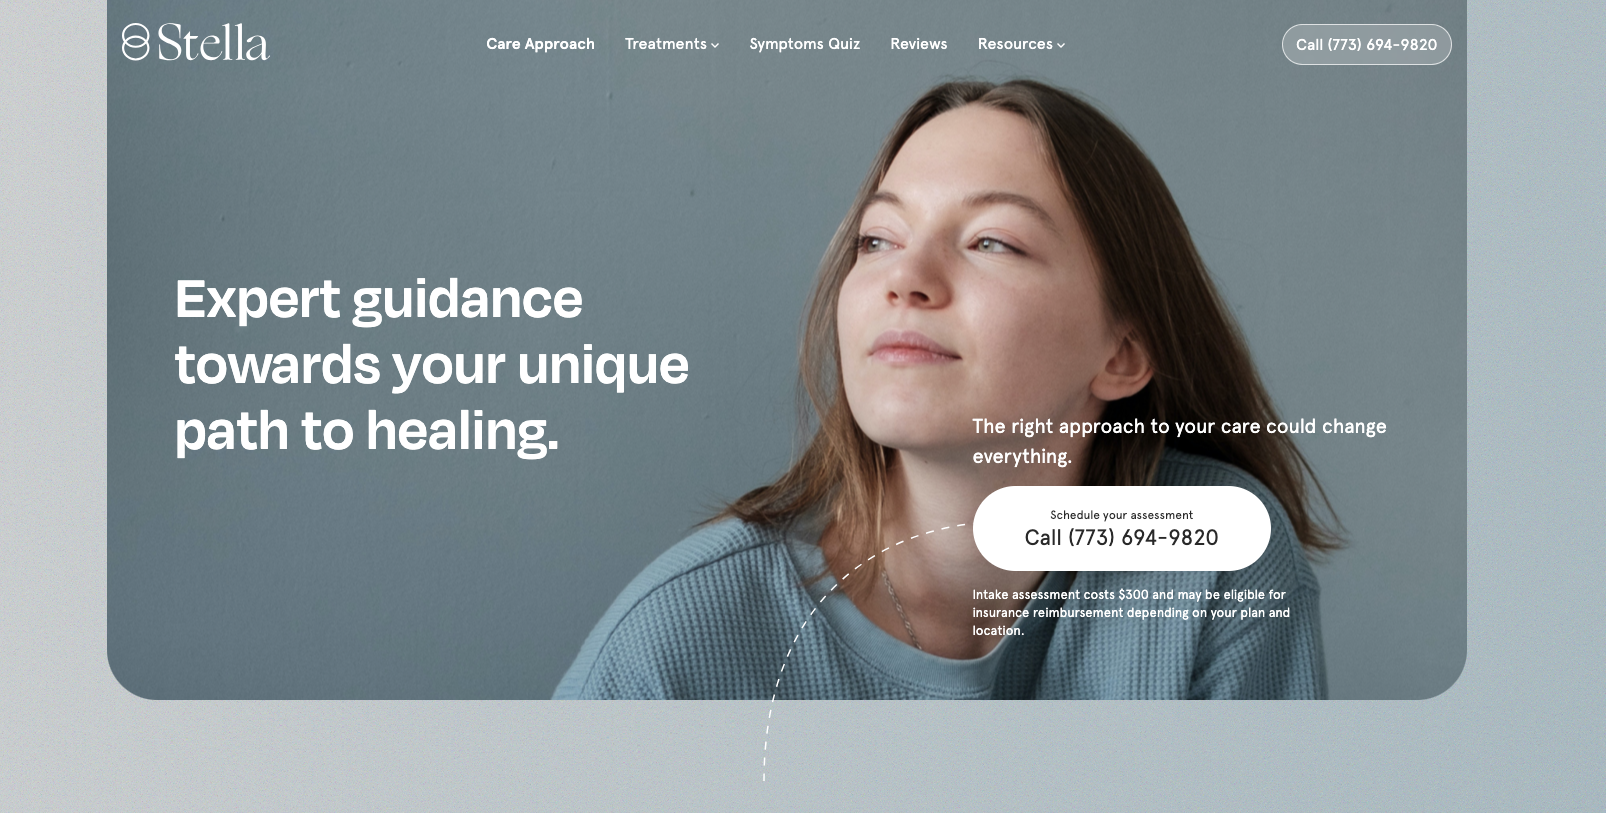 Stella
Care Approach
Treatments
Symptoms Quiz
Reviews
Resources
Call (773) 694-9820
Expert guidance
towards your unique
path to healing.
The right approach to your care could change
everything.
Schedule your assessment
Call (773) 694-9820
Intake assessment costs $300 and may be eligible for
insurance reimbursement depending on your plan and
location.